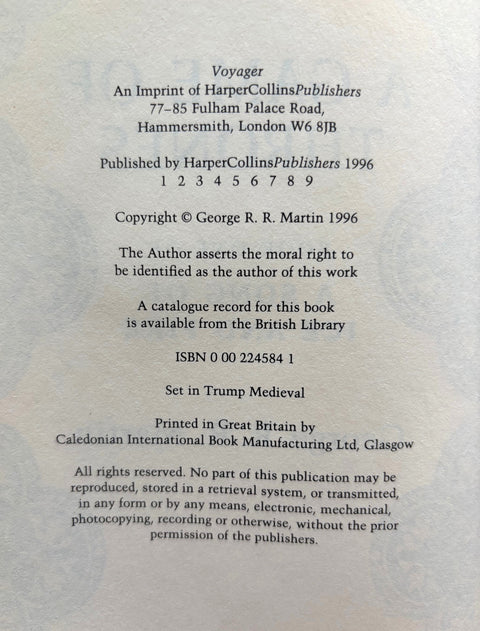 Voyager
An Imprint of HarperCollinsPublishers
77–85 Fulham Palace Road,
Hammersmith, London W6 8JB
Published by HarperCollinsPublishers 1996
1 2 3 4 5 6 7 8 9
Copyright © George R. R. Martin 1996
The Author asserts the moral right to
be identified as the author of this work
A catalogue record for this book
is available from the British Library
ISBN 0 00 224584 1
Set in Trump Medieval
Printed in Great Britain by
Caledonian International Book Manufacturing Ltd, Glasgow
All rights reserved. No part of this publication may be
reproduced, stored in a retrieval system, or transmitted,
in any form or by any means, electronic, mechanical,
photocopying, recording or otherwise, without the prior
permission of the publishers.